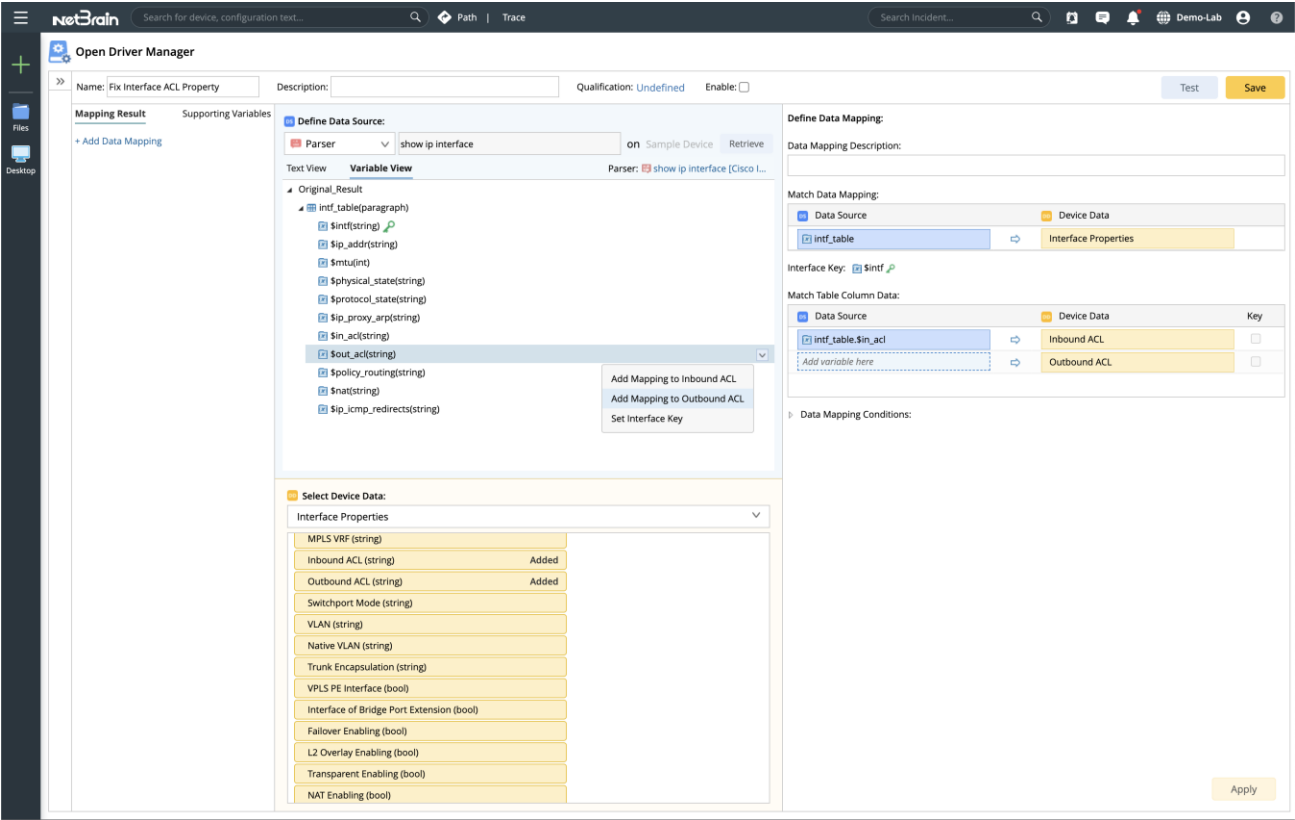 NetBrain
Search for device, configuration text...
Path | Trace
Search Incident...
Demo-Lab
Files
Desktop
Open Driver Manager
Name: Fix Interface ACL Property
Description:
Qualification: Undefined
Enable:
Test
Save
Mapping Result
Supporting Variables
+ Add Data Mapping
Define Data Source:
Parser
show ip interface
on Sample Device
Retrieve
Text View
Variable View
Parser: show ip interface [Cisco I...
Original_Result
intf_table(paragraph)
$intf(string)
$ip_addr(string)
$mtu(int)
$physical_state(string)
$protocol_state(string)
$ip_proxy_arp(string)
$in_acl(string)
$out_acl(string)
$policy_routing(string)
$nat(string)
$ip_icmp_redirects(string)
Add Mapping to Inbound ACL
Add Mapping to Outbound ACL
Set Interface Key
Select Device Data:
Interface Properties
MPLS VRF (string)
Inbound ACL (string) Added
Outbound ACL (string) Added
Switchport Mode (string)
VLAN (string)
Native VLAN (string)
Trunk Encapsulation (string)
VPLS PE Interface (bool)
Interface of Bridge Port Extension (bool)
Failover Enabling (bool)
L2 Overlay Enabling (bool)
Transparent Enabling (bool)
NAT Enabling (bool)
Define Data Mapping:
Data Mapping Description:
Match Data Mapping:
Data Source
Device Data
intf_table
Interface Properties
Interface Key: $intf
Match Table Column Data:
Data Source
Device Data
Key
intf_table.$in_acl
Inbound ACL
Add variable here
Outbound ACL
Data Mapping Conditions:
Apply